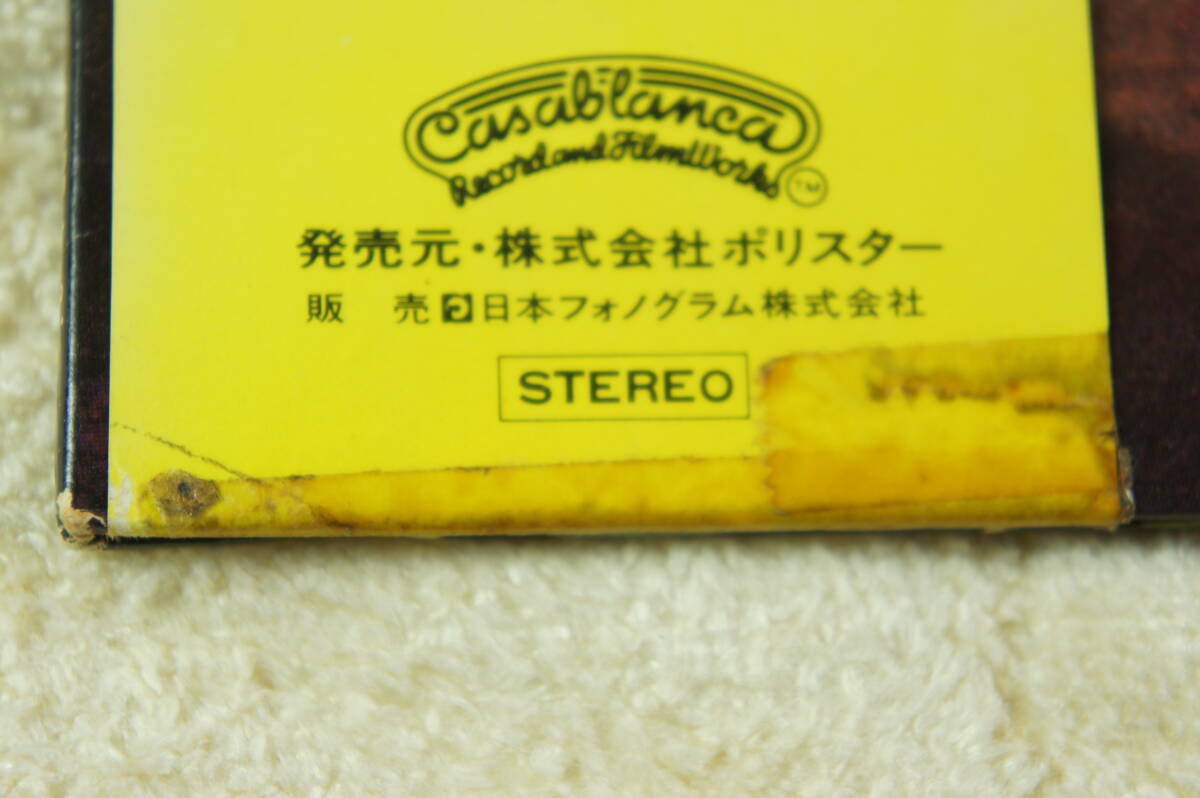 Casablanca
Record and FilmWorks TM
発売元・株式会社ポリスター
販 売 日本フォノグラム株式会社
STEREO